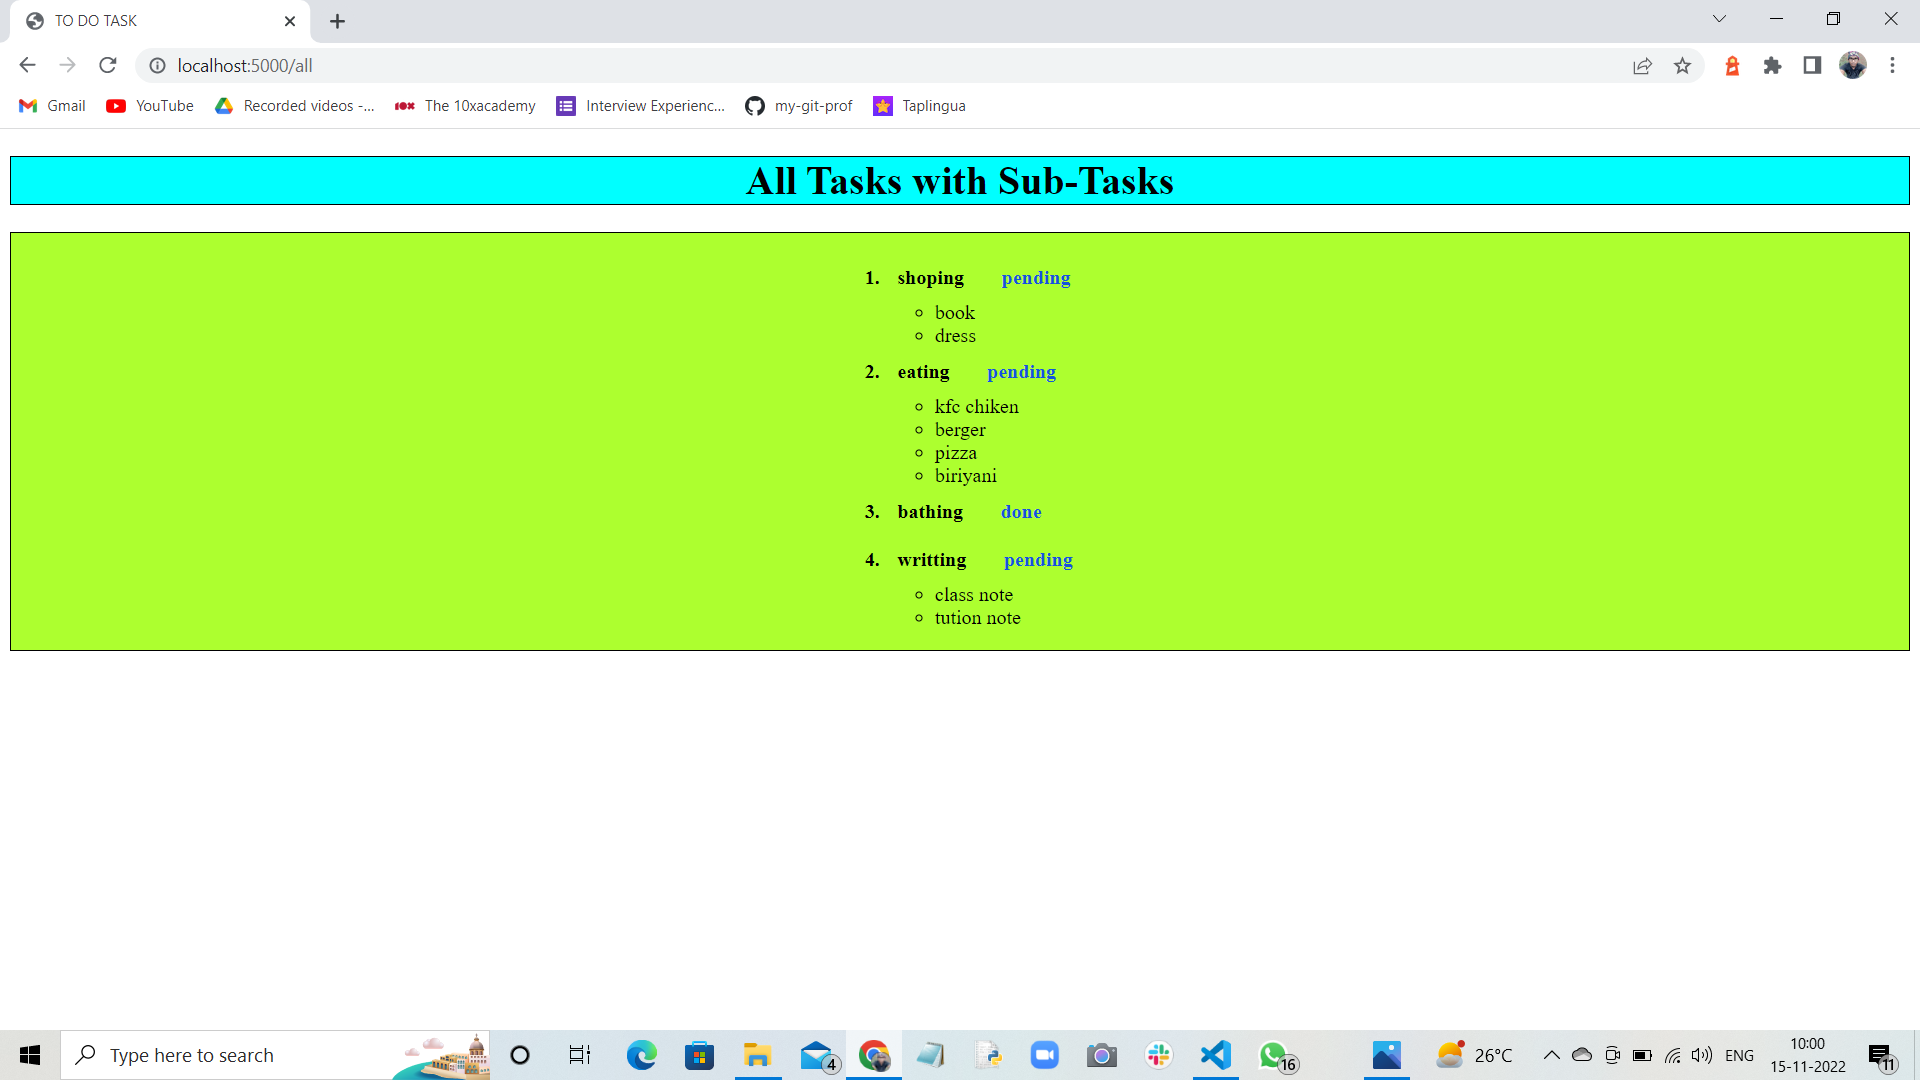 TO DO TASK
localhost:5000/all
Gmail YouTube Recorded videos -... The 10xacademy Interview Experienc... my-git-prof Taplingua
All Tasks with Sub-Tasks
1. shoping pending
book
dress
2. eating pending
kfc chiken
berger
pizza
biriyani
3. bathing done
4. writting pending
class note
tution note
Type here to search 4 16 26°C ENG 10:00 15-11-2022 11